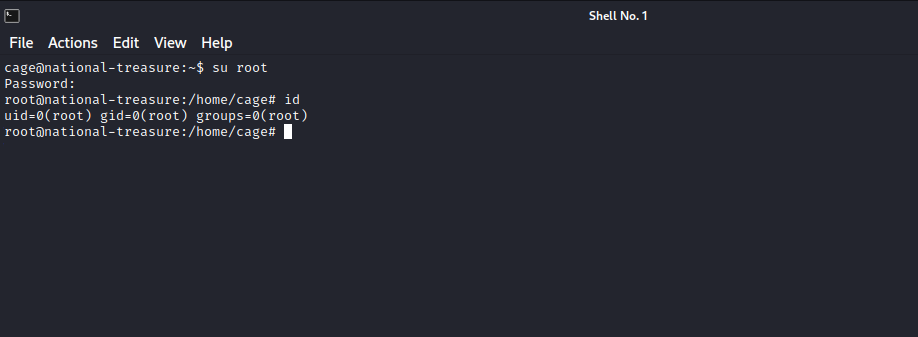 Shell No. 1
File Actions Edit View Help
cage@national-treasure:~$ su root
Password:
root@national-treasure:/home/cage# id
uid=0(root) gid=0(root) groups=0(root)
root@national-treasure:/home/cage#